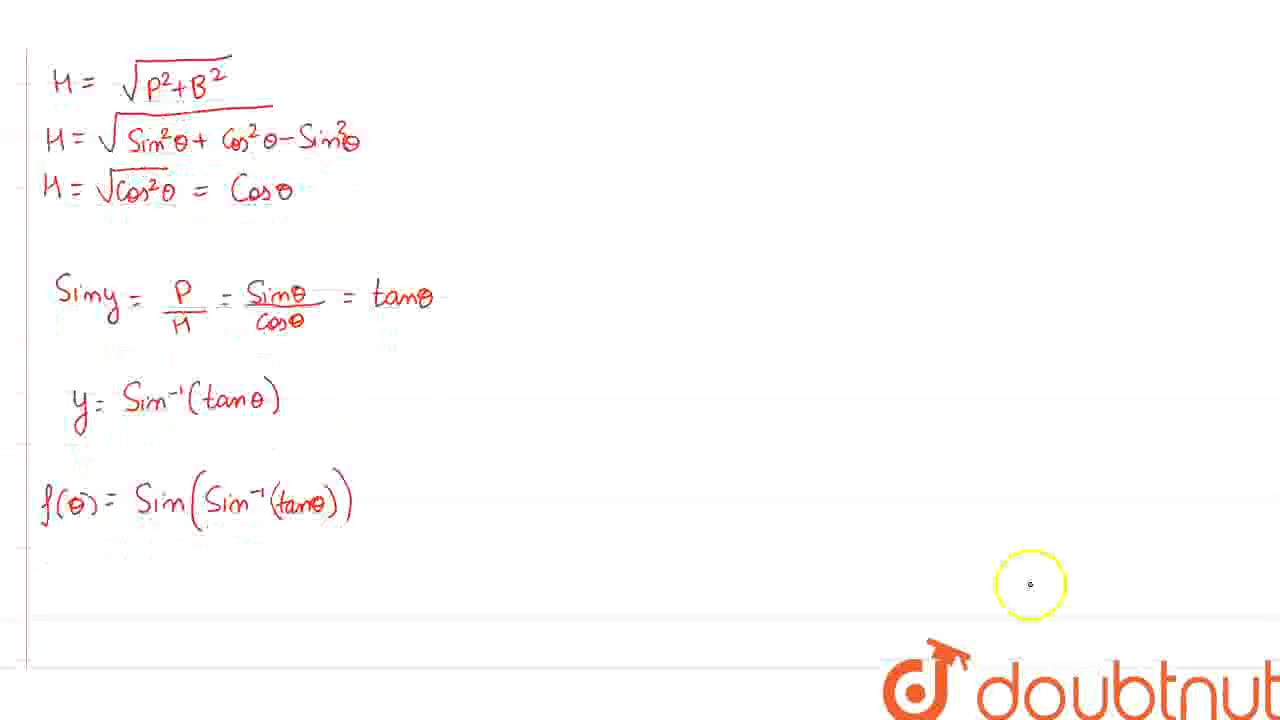 H = √P²+B²
H = √Sin²θ + Cos²θ - Sin²θ
H = √Cos²θ = Cosθ
Siny = P/H = Sinθ/Cosθ = tanθ
y = Sin⁻¹(tanθ)
f(θ) = Sin(Sin⁻¹(tanθ))
doubtnut